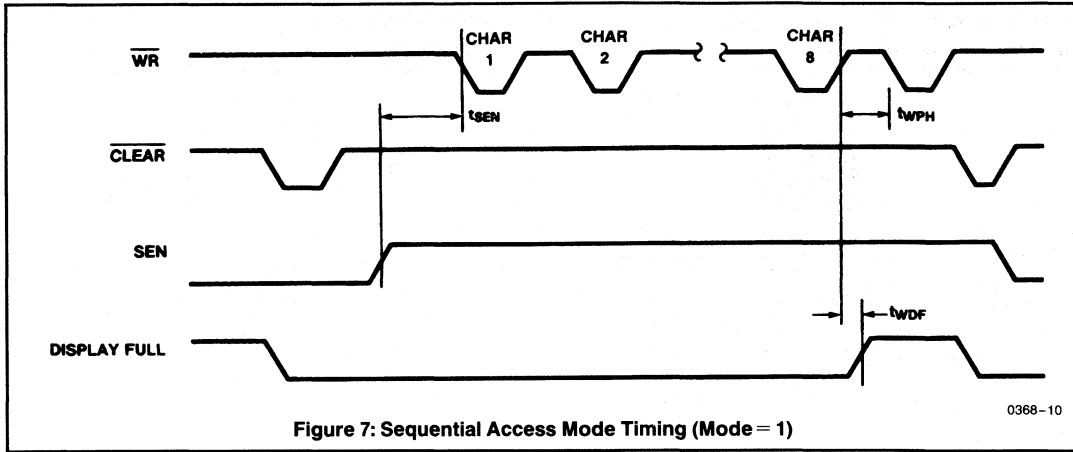 WR
CHAR 1
CHAR 2
CHAR 8
tSEN
tWPH
CLEAR
SEN
tWDF
DISPLAY FULL
0368–10
Figure 7: Sequential Access Mode Timing (Mode = 1)